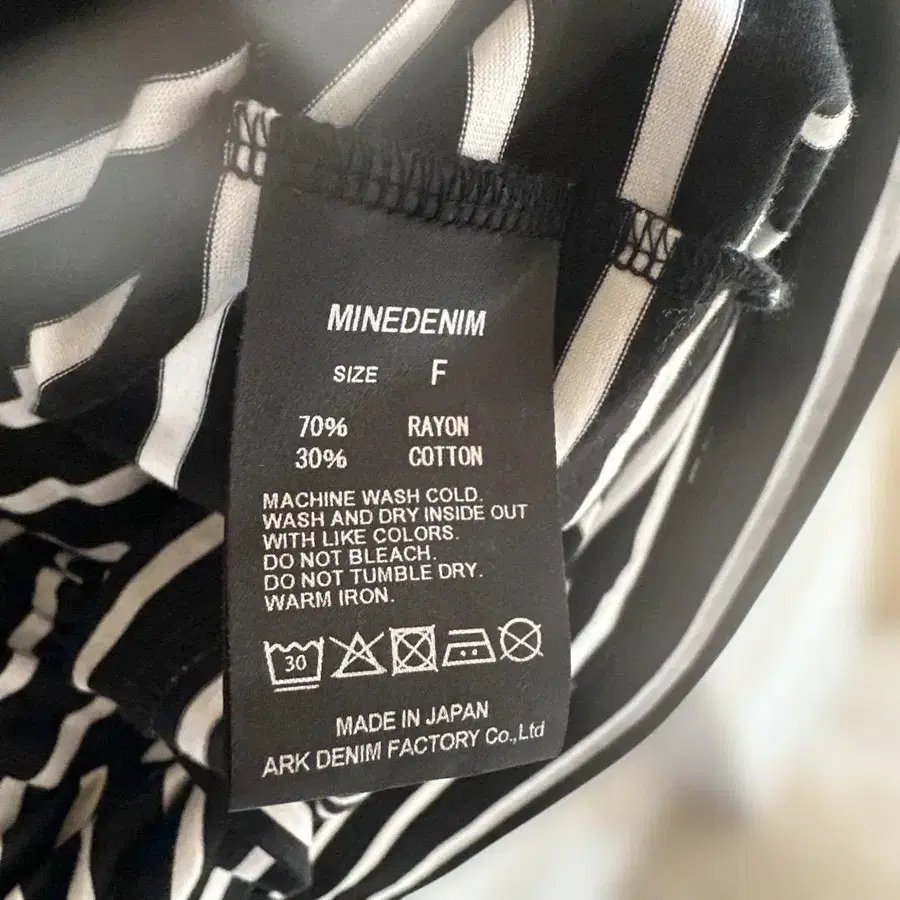 MINEDENIM
SIZE F
70% RAYON
30% COTTON
MACHINE WASH COLD.
WASH AND DRY INSIDE OUT
WITH LIKE COLORS.
DO NOT BLEACH.
DO NOT TUMBLE DRY.
WARM IRON.
30
MADE IN JAPAN
ARK DENIM FACTORY Co.,Ltd